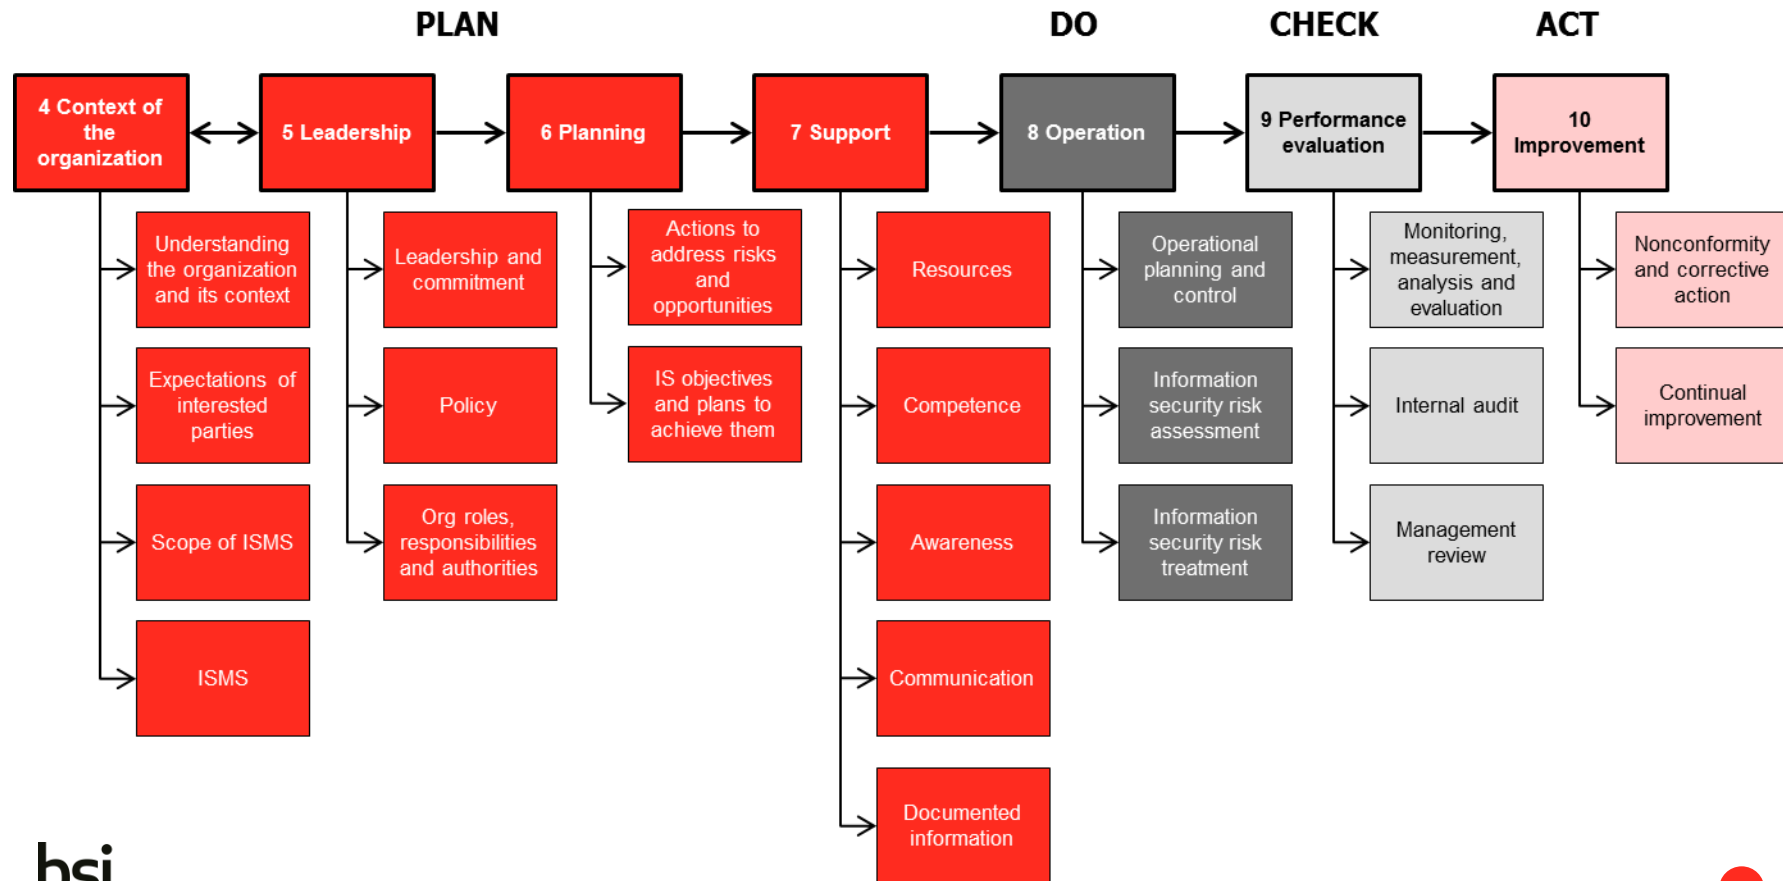 PLAN
DO
CHECK
ACT
4 Context of
the
organization
5 Leadership
6 Planning
7 Support
8 Operation
9 Performance
evaluation
10
Improvement
Understanding
the organization
and its context
Expectations of
interested
parties
Scope of ISMS
ISMS
Leadership and
commitment
Policy
Org roles,
responsibilities
and authorities
Actions to
address risks
and
opportunities
IS objectives
and plans to
achieve them
Resources
Competence
Awareness
Communication
Documented
information
Operational
planning and
control
Information
security risk
assessment
Information
security risk
treatment
Monitoring,
measurement,
analysis and
evaluation
Internal audit
Management
review
Nonconformity
and corrective
action
Continual
improvement
bsi